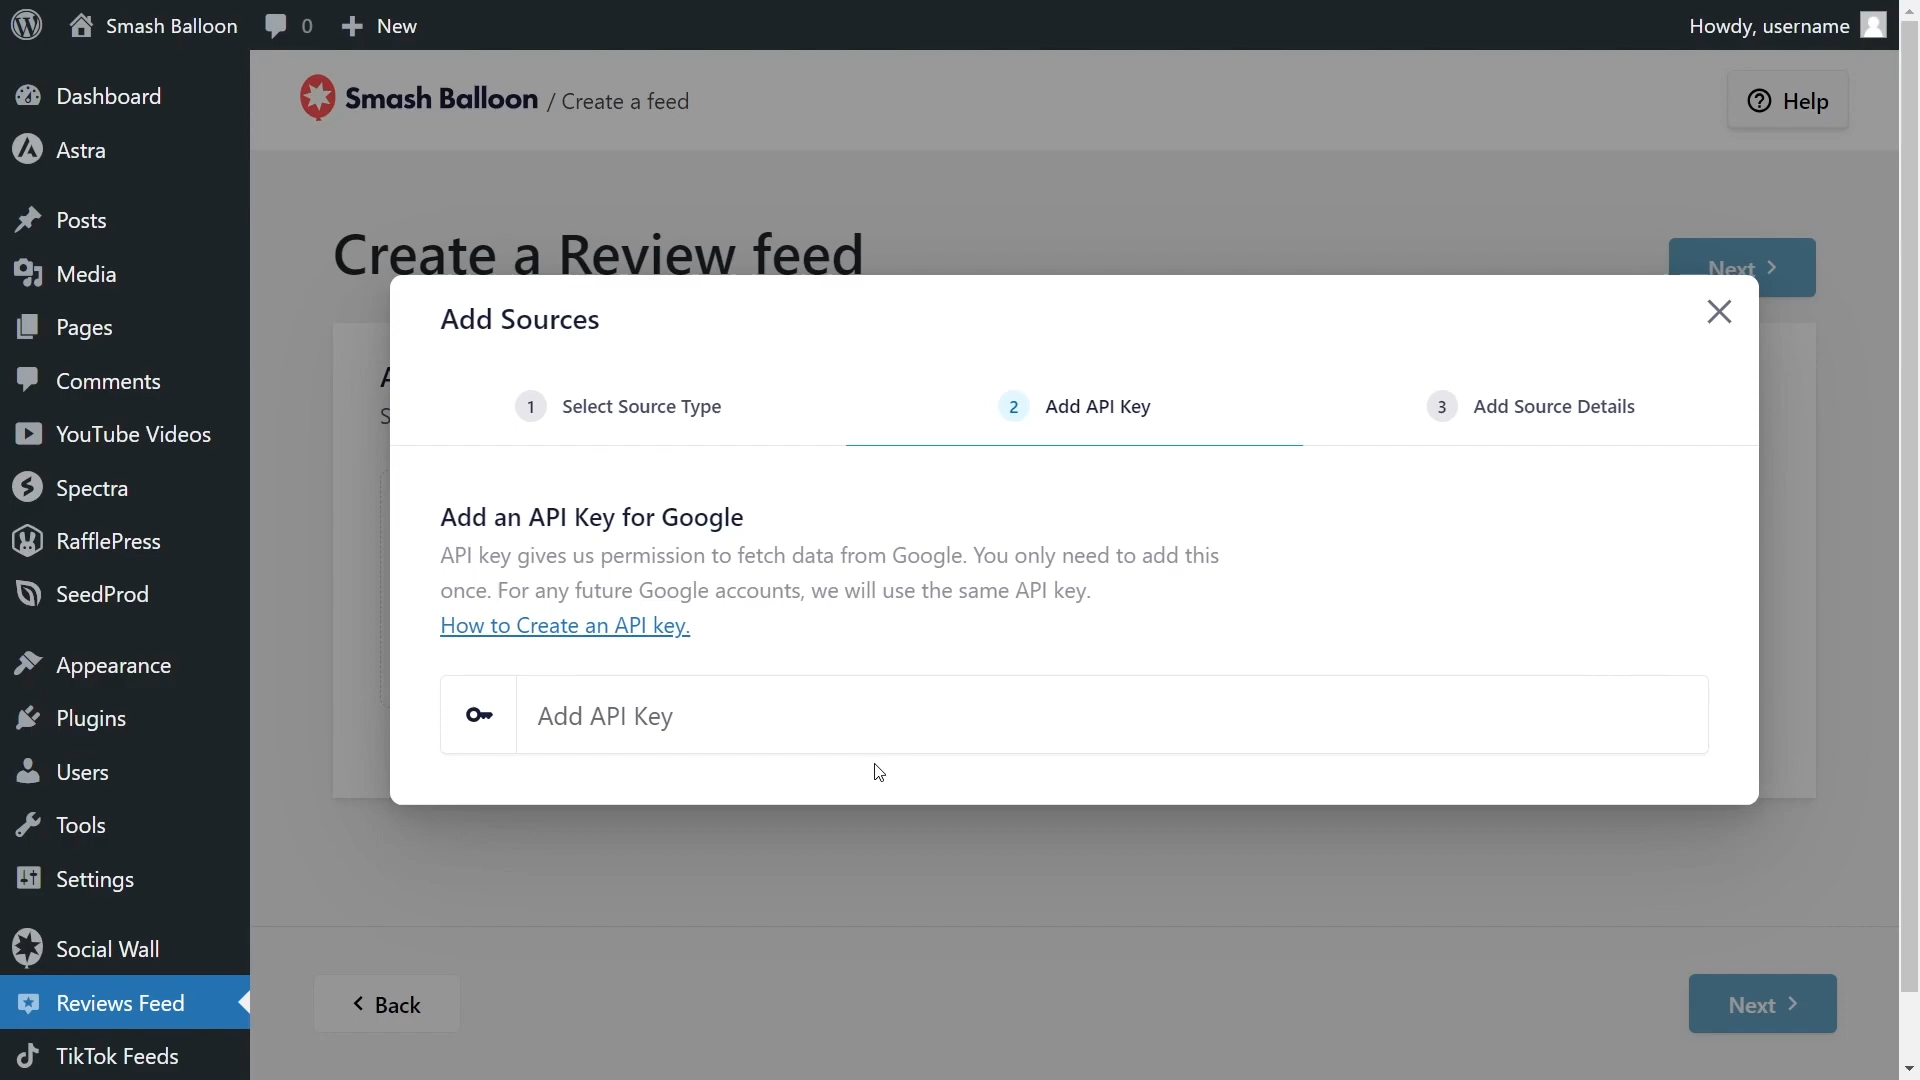 Smash Balloon
0
New
Howdy, username
Dashboard
Astra
Posts
Media
Pages
Comments
YouTube Videos
Spectra
RafflePress
SeedProd
Appearance
Plugins
Users
Tools
Settings
Social Wall
Reviews Feed
TikTok Feeds
Smash Balloon / Create a feed
Help
Create a Review feed
Next
Add Sources
1 Select Source Type
2 Add API Key
3 Add Source Details
Add an API Key for Google
API key gives us permission to fetch data from Google. You only need to add this
once. For any future Google accounts, we will use the same API key.
How to Create an API key.
Add API Key
Back
Next